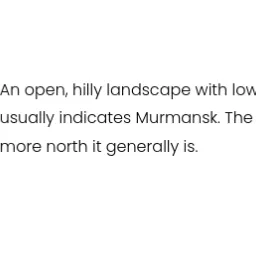 An open, hilly landscape with low
usually indicates Murmansk. The
more north it generally is.